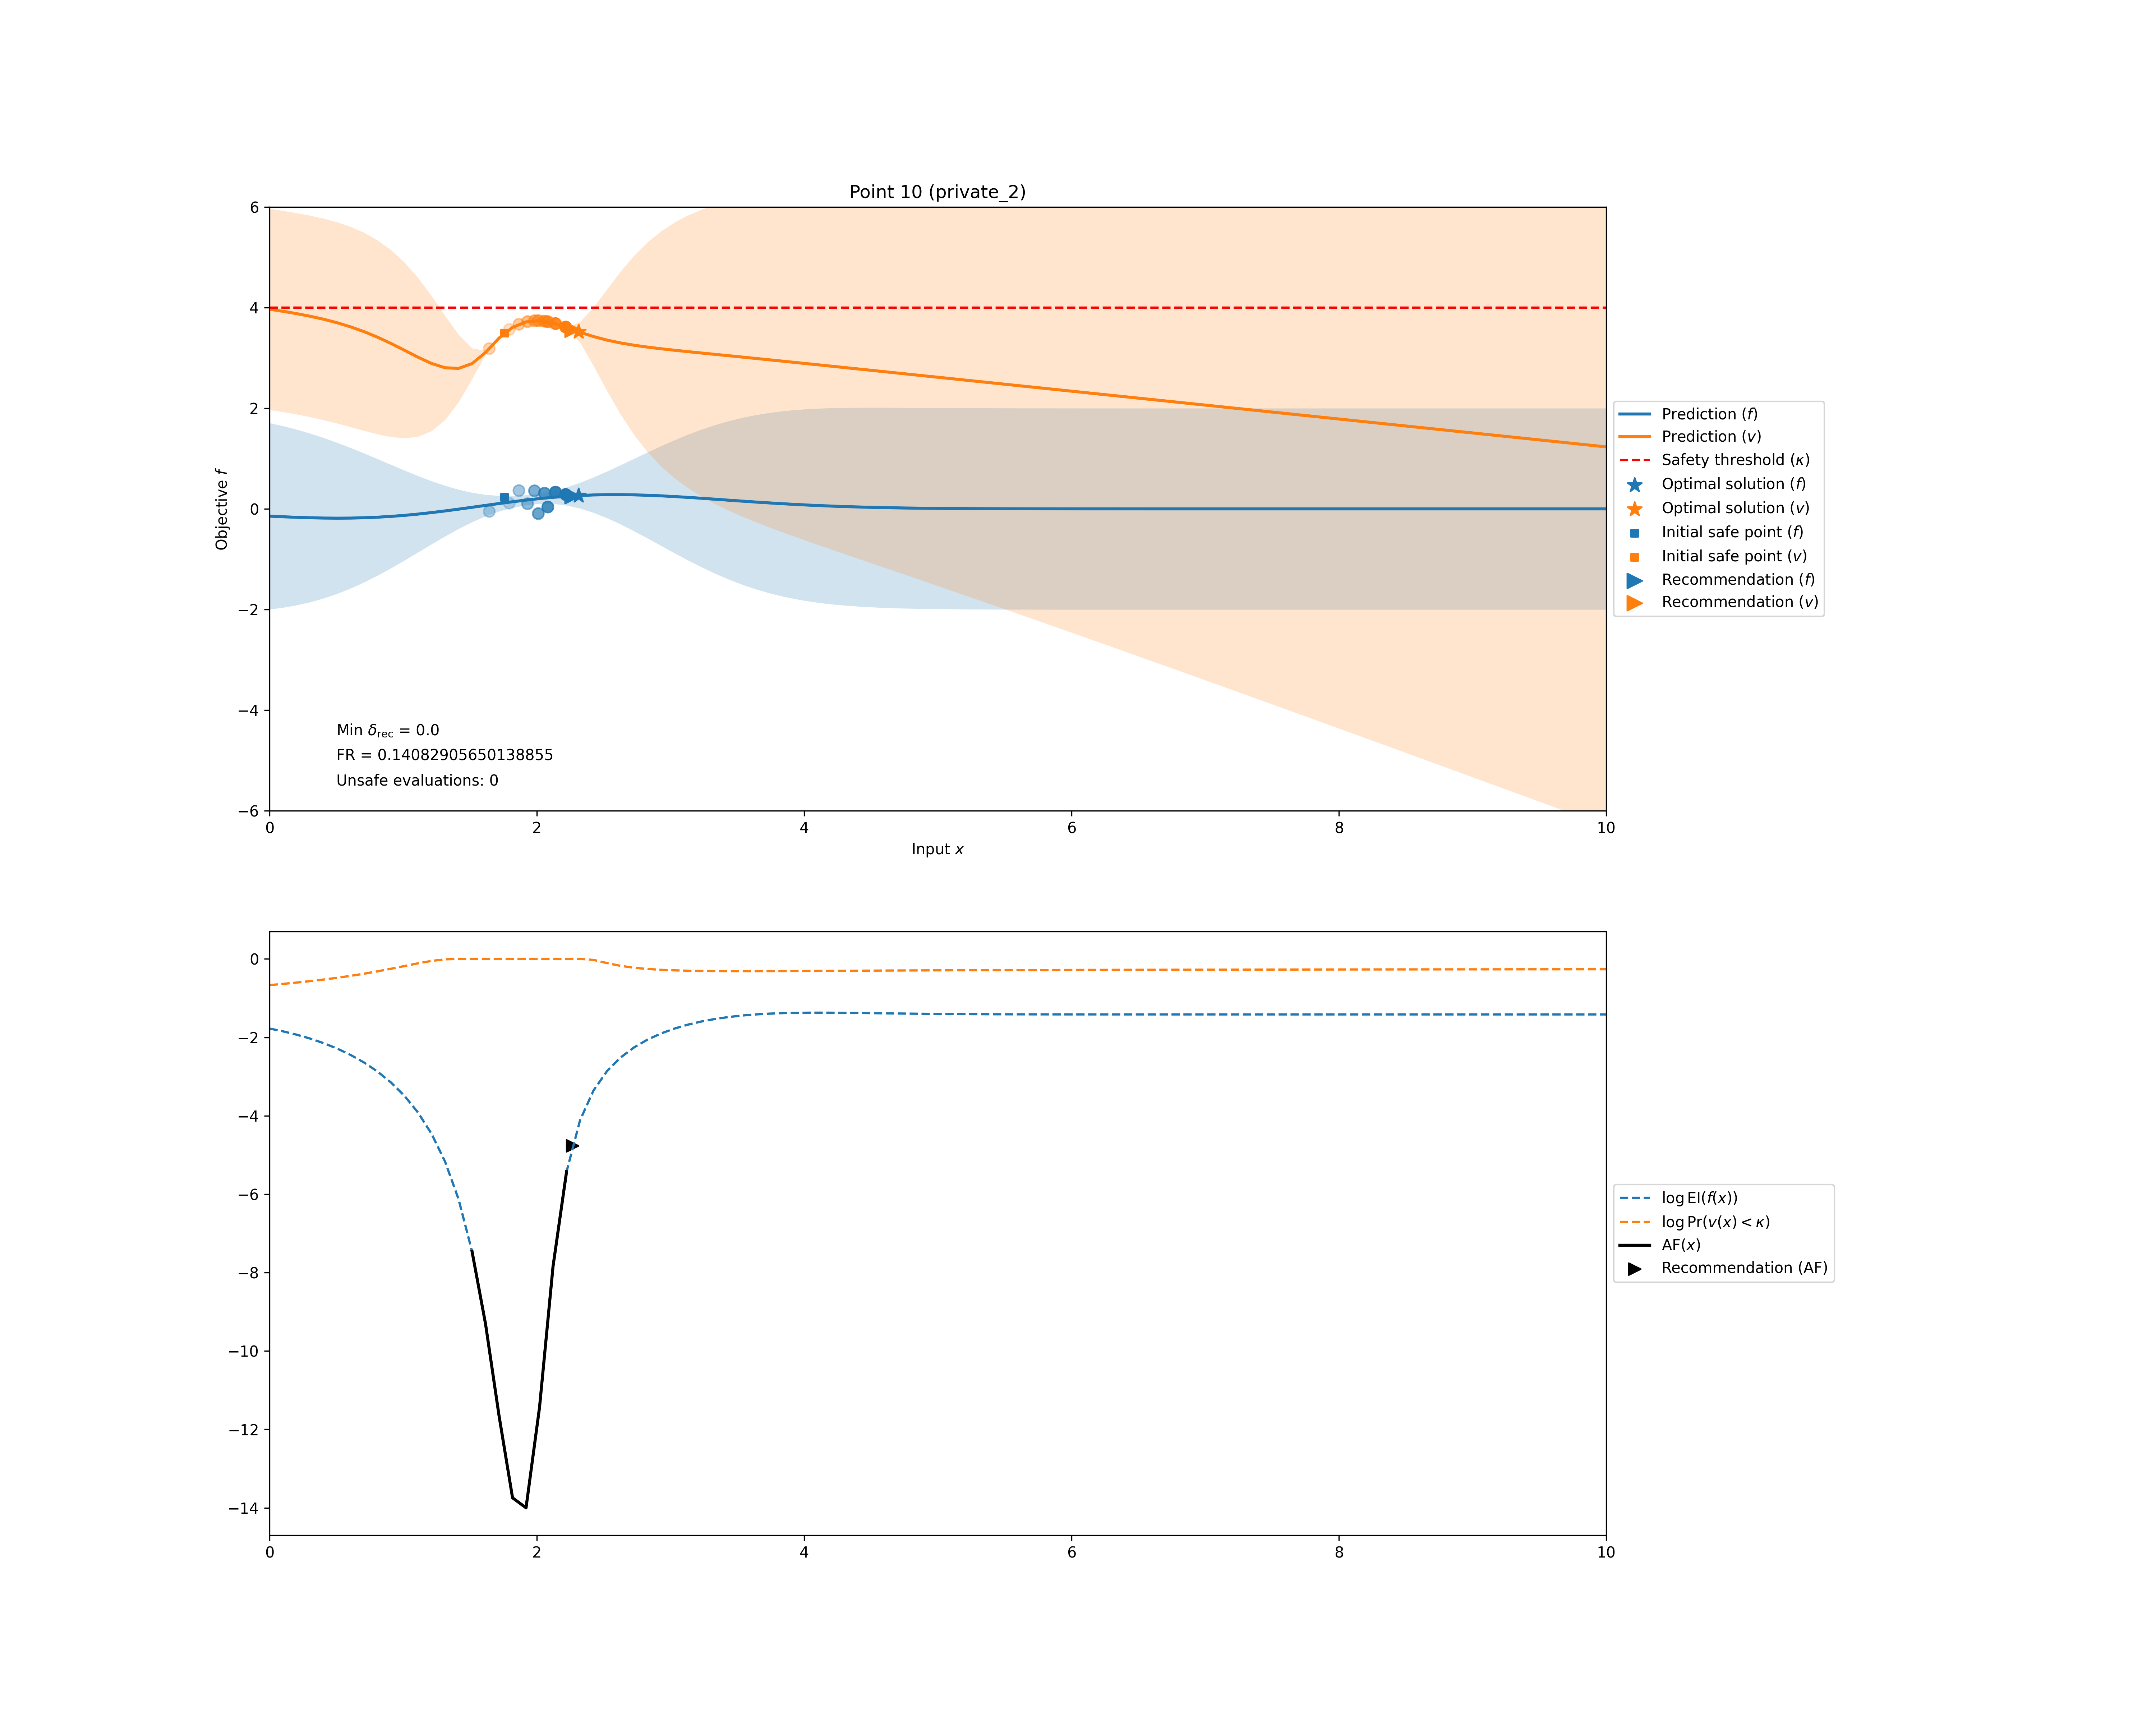 Point 10 (private_2)
6
4
2
0
−2
−4
−6
Objective f
Min δrec = 0.0
FR = 0.14082905650138855
Unsafe evaluations: 0
0 2 4 6 8 10
Input x
Prediction (f)
Prediction (v)
Safety threshold (κ)
Optimal solution (f)
Optimal solution (v)
Initial safe point (f)
Initial safe point (v)
Recommendation (f)
Recommendation (v)
0
−2
−4
−6
−8
−10
−12
−14
0 2 4 6 8 10
log EI(f(x))
log Pr(v(x) < κ)
AF(x)
Recommendation (AF)